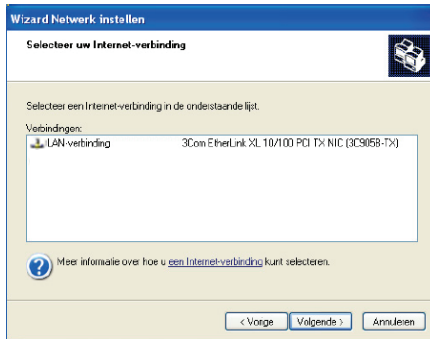 Wizard Netwerk instellen
Selecteer uw Internet-verbinding
Selecteer een Internet-verbinding in de onderstaande lijst.
Verbindingen:
LAN-verbinding 3Com EtherLink XL 10/100 PCI TX NIC (3C905B-TX)
Meer informatie over hoe u een Internet-verbinding kunt selecteren.
< Vorige Volgende > Annuleren